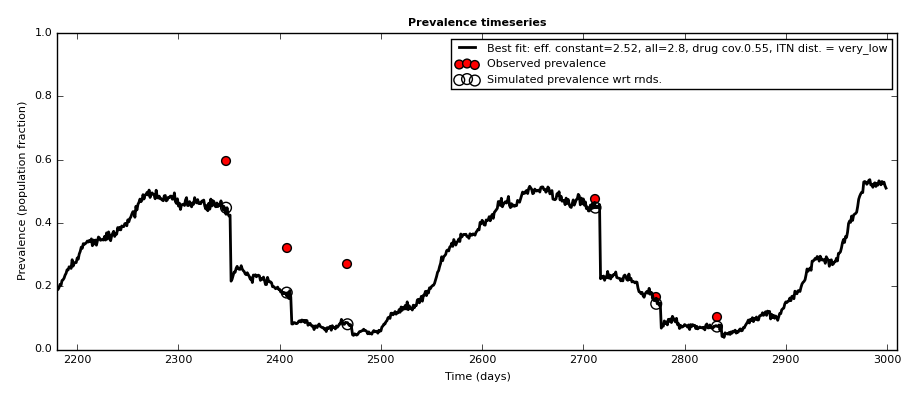 Prevalence timeseries
Best fit: eff. constant=2.52, all=2.8, drug cov.0.55, ITN dist. = very_low
Observed prevalence
Simulated prevalence wrt rnds.
Prevalence (population fraction)
1.0
0.8
0.6
0.4
0.2
0.0
2200 2300 2400 2500 2600 2700 2800 2900 3000
Time (days)